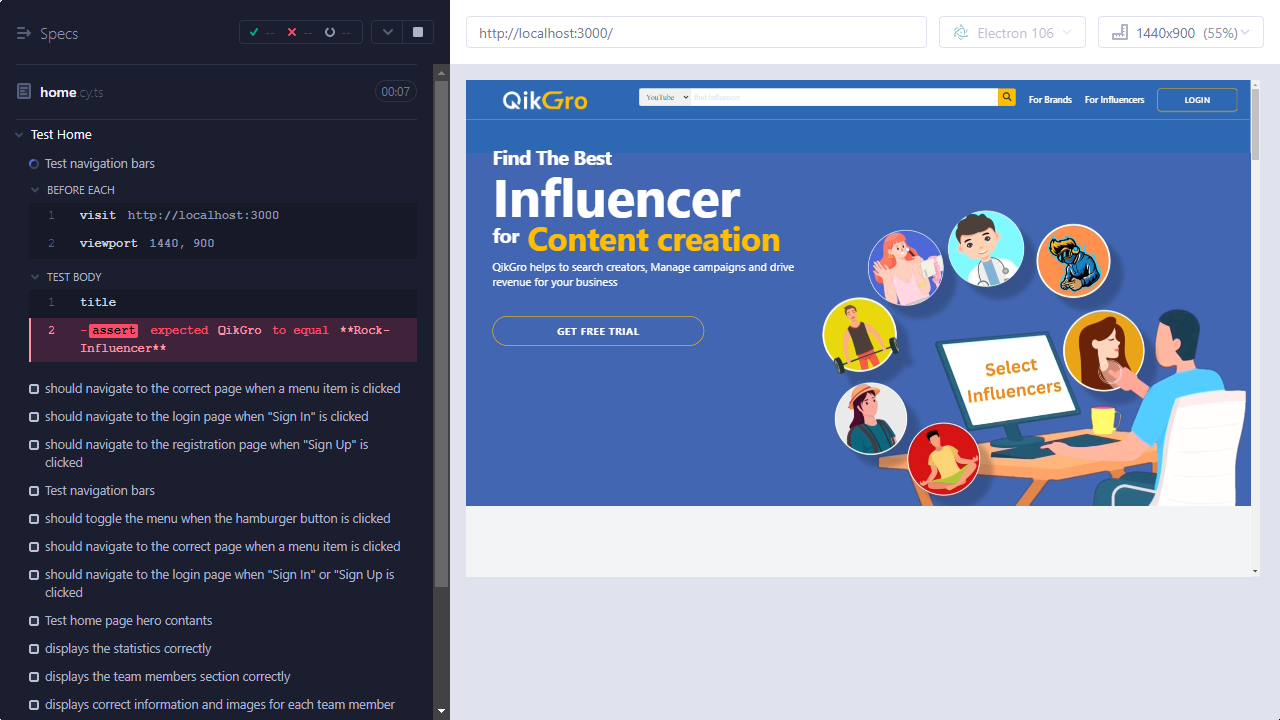 Specs
-- -- --
home.cy.ts
00:07
Test Home
Test navigation bars
BEFORE EACH
1 visit http://localhost:3000
2 viewport 1440, 900
TEST BODY
1 title
2 -assert expected QikGro to equal **Rock-
Influencer**
should navigate to the correct page when a menu item is clicked
should navigate to the login page when "Sign In" is clicked
should navigate to the registration page when "Sign Up" is
clicked
Test navigation bars
should toggle the menu when the hamburger button is clicked
should navigate to the correct page when a menu item is clicked
should navigate to the login page when "Sign In" or "Sign Up is
clicked
Test home page hero contants
displays the statistics correctly
displays the team members section correctly
displays correct information and images for each team member
http://localhost:3000/
Electron 106
1440x900 (55%)
QikGro
YouTube
find Influencer
For Brands
For Influencers
LOGIN
Find The Best
Influencer
for Content creation
QikGro helps to search creators, Manage campaigns and drive
revenue for your business
GET FREE TRIAL
Select
Influencers